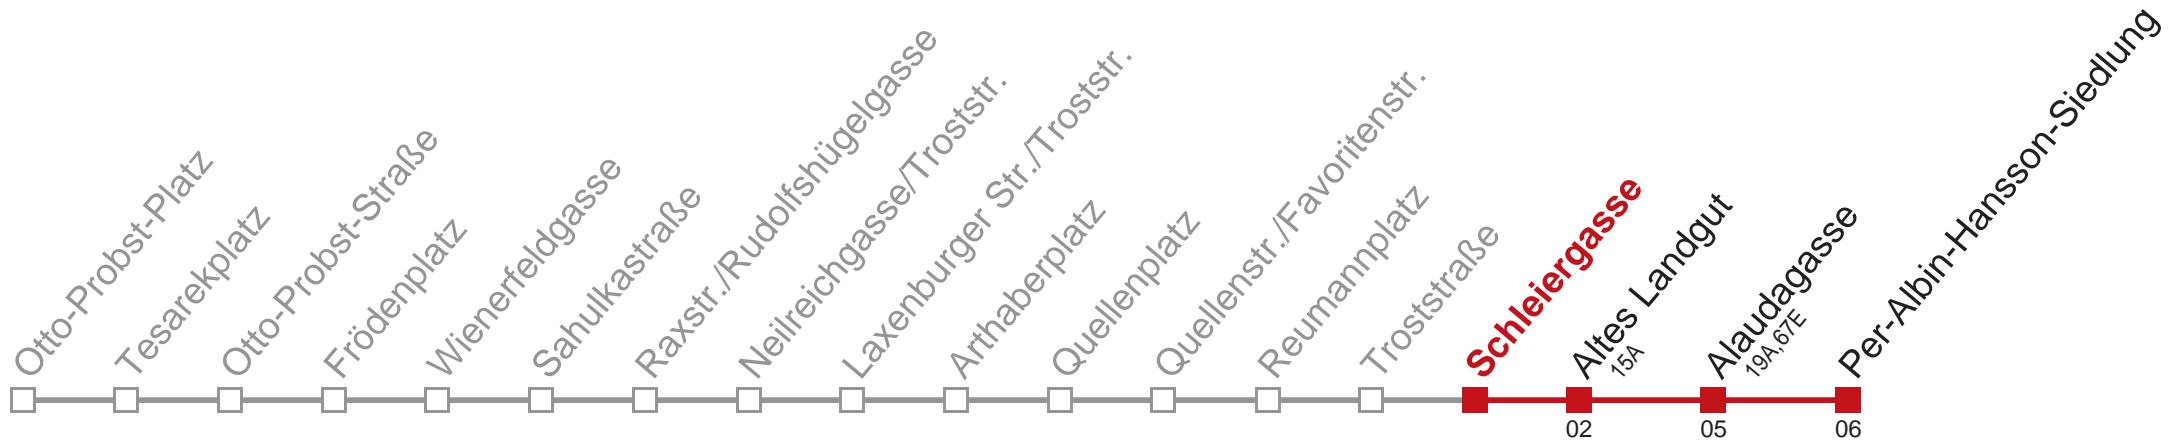 Otto-Probst-Platz
Tesarekplatz
Otto-Probst-Straße
Frödenplatz
Wienerfeldgasse
Sahulkastraße
Raxstr./Rudolfshügelgasse
Neilreichgasse/Troststr.
Laxenburger Str./Troststr.
Arthaberplatz
Quellenplatz
Quellenstr./Favoritenstr.
Reumannplatz
Troststraße
Schleiergasse
Altes Landgut
15A
Alaudagasse
19A,67E
Per-Albin-Hansson-Siedlung
02
05
06